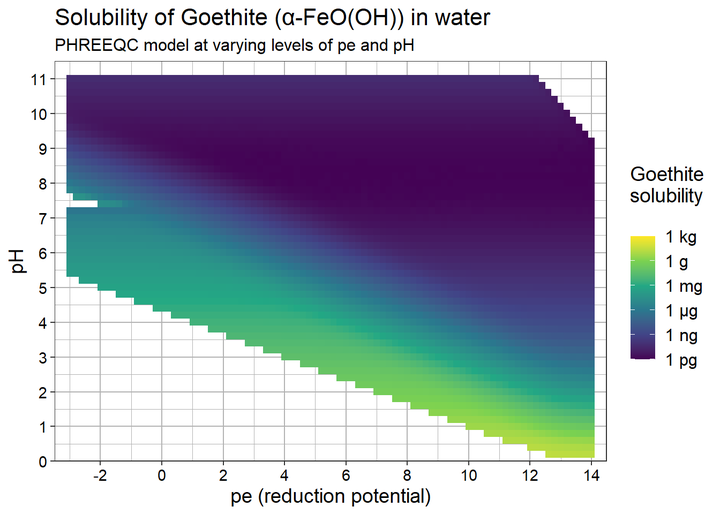 Solubility of Goethite (α-FeO(OH)) in water
PHREEQC model at varying levels of pe and pH
11
10
9
8
7
6
5
4
3
2
1
0
pH
-2 0 2 4 6 8 10 12 14
pe (reduction potential)
Goethite
solubility
1 kg
1 g
1 mg
1 µg
1 ng
1 pg